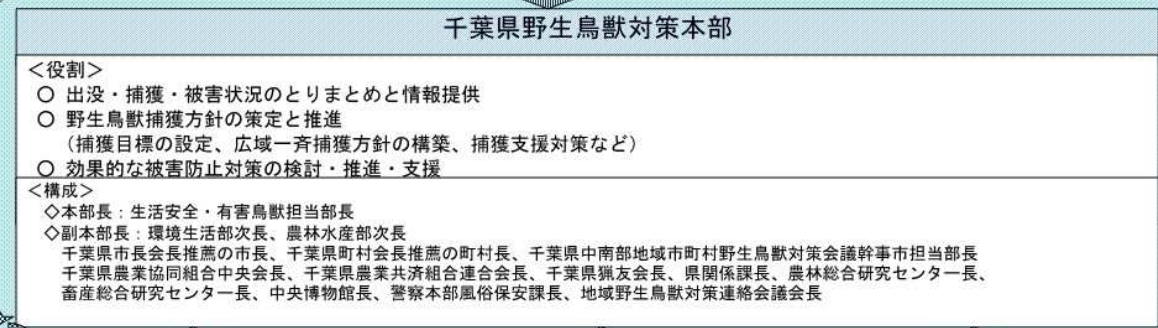 千葉県野生鳥獣対策本部
＜役割＞
○ 出没・捕獲・被害状況のとりまとめと情報提供
○ 野生鳥獣捕獲方針の策定と推進
（捕獲目標の設定、広域一斉捕獲方針の構築、捕獲支援対策など）
○ 効果的な被害防止対策の検討・推進・支援
＜構成＞
◇本部長：生活安全・有害鳥獣担当部長
◇副本部長：環境生活部次長、農林水産部次長
千葉県市長会長推薦の市長、千葉県町村会長推薦の町村長、千葉県中南部地域市町村野生鳥獣対策会議幹事市担当部長
千葉県農業協同組合中央会長、千葉県農業共済組合連合会長、千葉県猟友会長、県関係課長、農林総合研究センター長、
畜産総合研究センター長、中央博物館長、警察本部風俗保安課長、地域野生鳥獣対策連絡会議会長